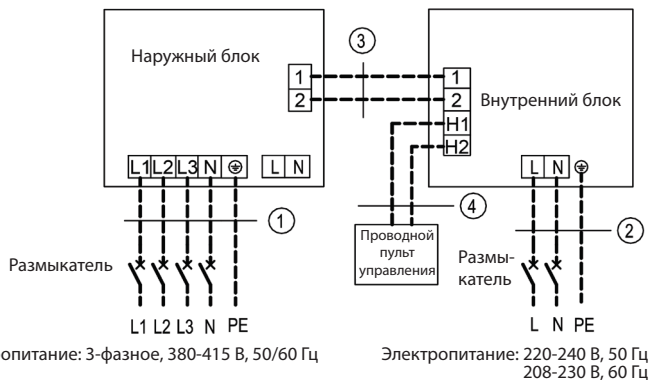 Наружный блок
1
2
L1 L2 L3 N
L N
3
1
2
H1
H2
Внутренний блок
L N
1
4
2
Проводной
пульт
управления
Размыкатель
Размы-
катель
L1 L2 L3 N PE
L N PE
опитание: 3-фазное, 380-415 В, 50/60 Гц
Электропитание: 220-240 В, 50 Гц
208-230 В, 60 Гц